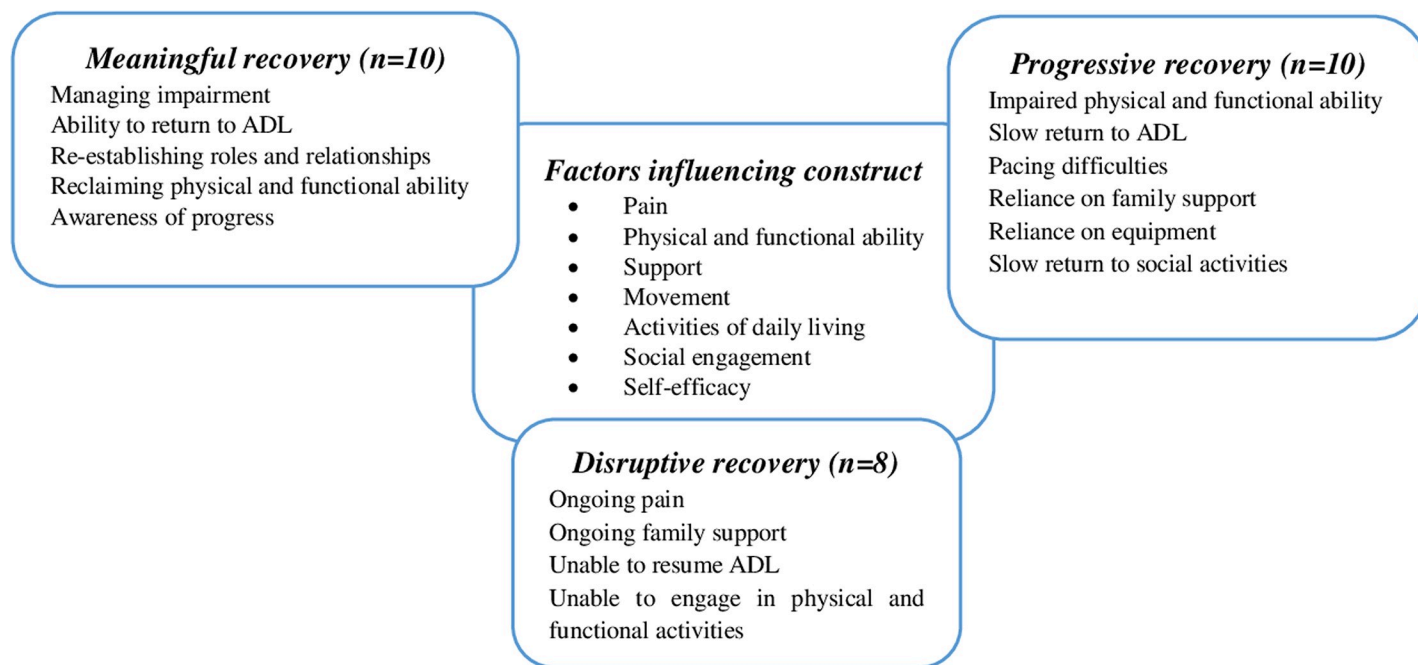 Meaningful recovery (n=10)
Managing impairment
Ability to return to ADL
Re-establishing roles and relationships
Reclaiming physical and functional ability
Awareness of progress
Factors influencing construct
• Pain
• Physical and functional ability
• Support
• Movement
• Activities of daily living
• Social engagement
• Self-efficacy
Progressive recovery (n=10)
Impaired physical and functional ability
Slow return to ADL
Pacing difficulties
Reliance on family support
Reliance on equipment
Slow return to social activities
Disruptive recovery (n=8)
Ongoing pain
Ongoing family support
Unable to resume ADL
Unable to engage in physical and
functional activities